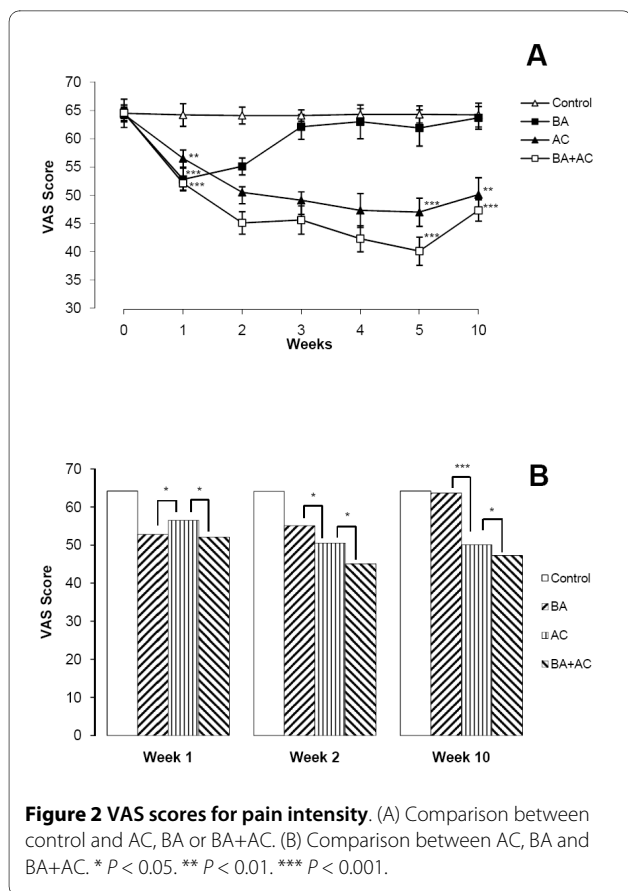 A
70
65
60
55
50
45
40
35
30
VAS Score
0 1 2 3 4 5 10
Weeks
Control
BA
AC
BA+AC
**
***
***
***
***
**
***
B
70
60
50
40
30
20
10
0
VAS Score
* *
* *
*** *
Week 1 Week 2 Week 10
Control
BA
AC
BA+AC
Figure 2 VAS scores for pain intensity. (A) Comparison between
control and AC, BA or BA+AC. (B) Comparison between AC, BA and
BA+AC. * P < 0.05. ** P < 0.01. *** P < 0.001.